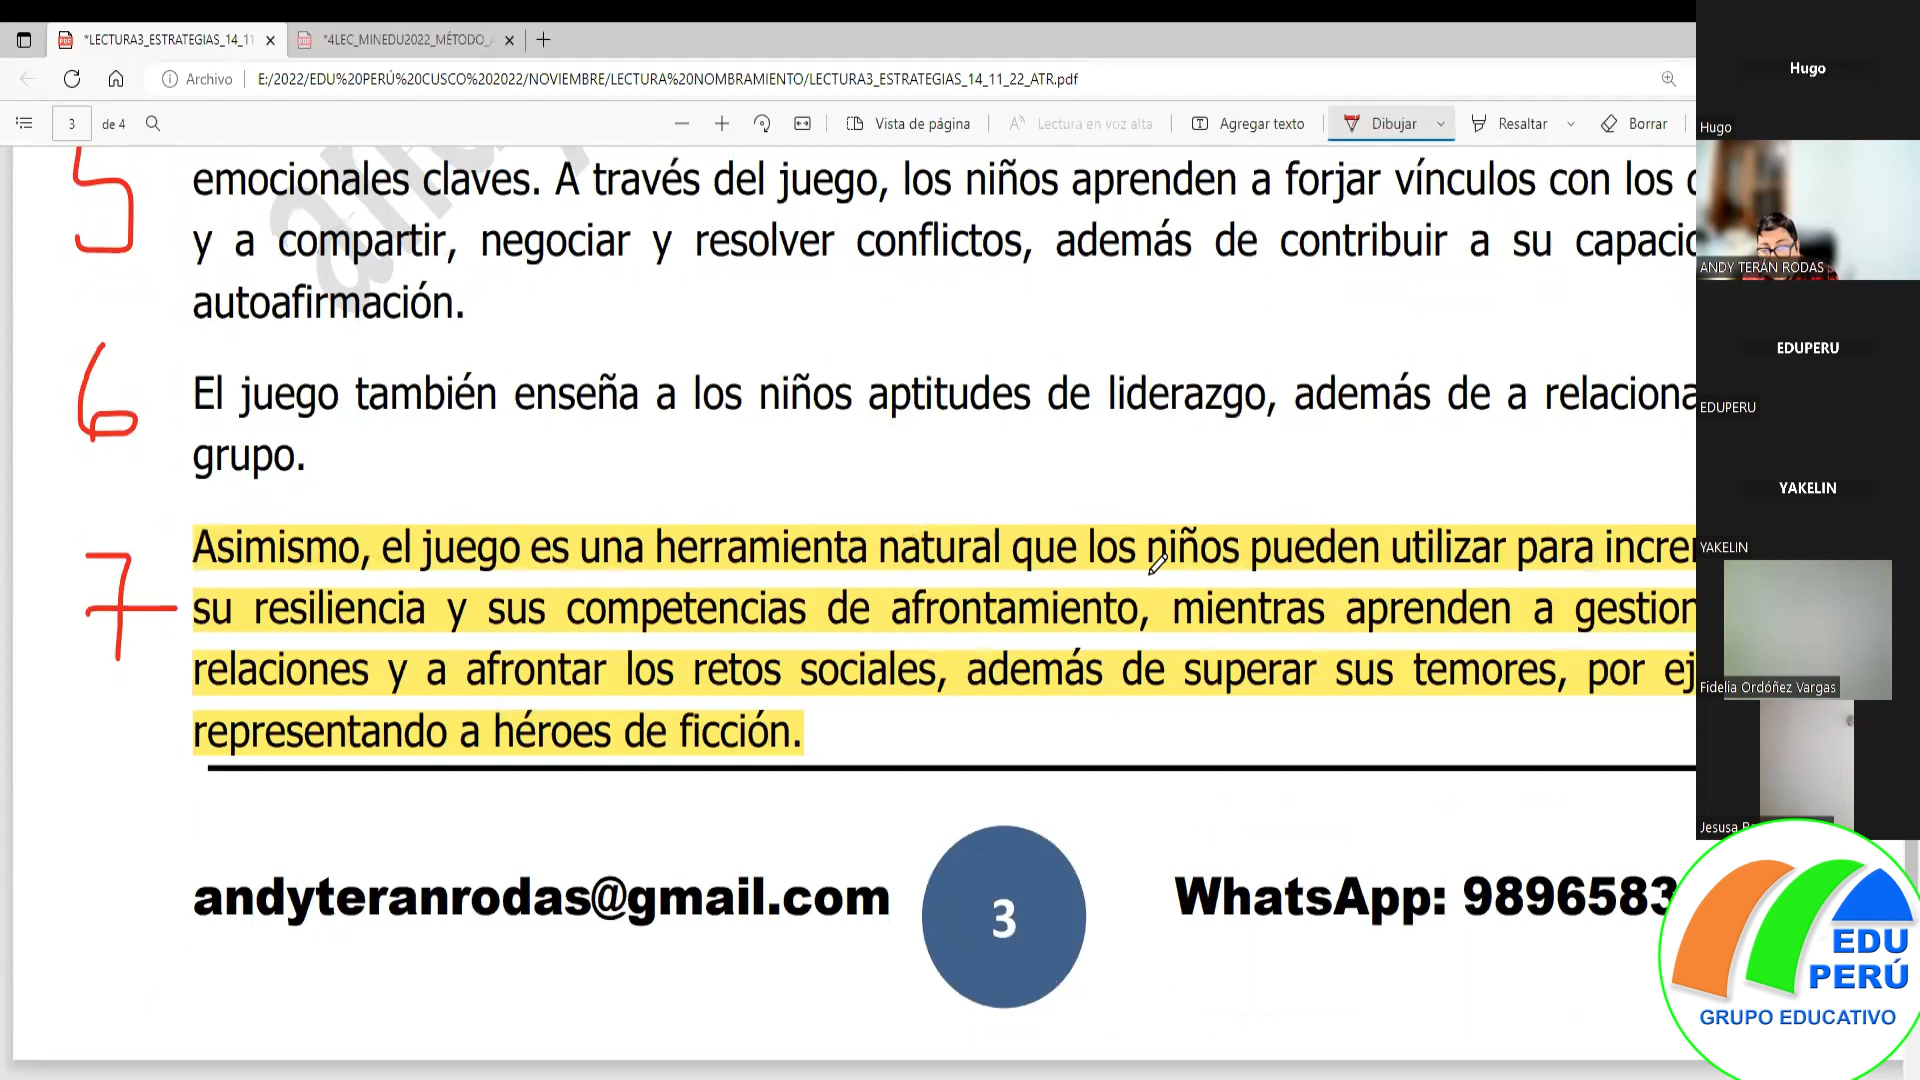 *LECTURA3_ESTRATEGIAS_14_11
*4LEC_MINEDU2022_MÉTODO_
Archivo
E:/2022/EDU%20PERÚ%20CUSCO%202022/NOVIEMBRE/LECTURA%20NOMBRAMIENTO/LECTURA3_ESTRATEGIAS_14_11_22_ATR.pdf
3 de 4
Vista de página
Lectura en voz alta
Agregar texto
Dibujar
Resaltar
Borrar
5
emocionales claves. A través del juego, los niños aprenden a forjar vínculos con los
y a compartir, negociar y resolver conflictos, además de contribuir a su
autoafirmación.
6
El juego también enseña a los niños aptitudes de liderazgo, además de a
grupo.
7
Asimismo, el juego es una herramienta natural que los niños pueden utilizar para
su resiliencia y sus competencias de afrontamiento, mientras aprenden a
relaciones y a afrontar los retos sociales, además de superar sus temores, por
representando a héroes de ficción.
andyteranrodas@gmail.com
3
WhatsApp: 9896583
Hugo
Hugo
ANDY TERÁN RODAS
EDUPERU
EDUPERU
YAKELIN
YAKELIN
Fidelia Ordóñez Vargas
Jesusa
EDU
PERÚ
GRUPO EDUCATIVO